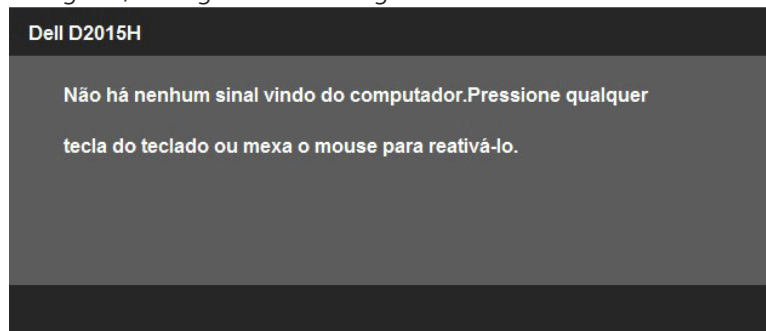 Dell D2015H
Não há nenhum sinal vindo do computador.Pressione qualquer
tecla do teclado ou mexa o mouse para reativá-lo.